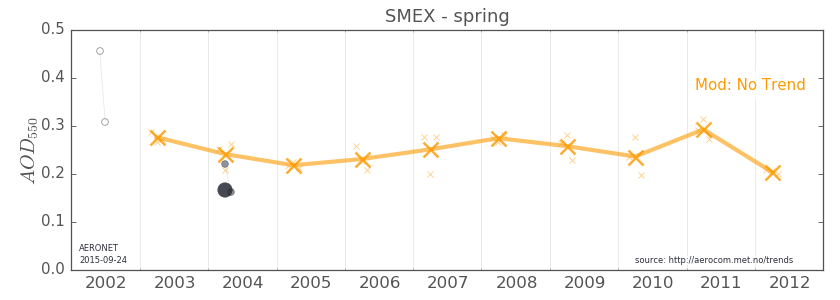 SMEX - spring
0.5
0.4
0.3
0.2
0.1
0.0
AOD550
Mod: No Trend
AERONET
2015-09-24
source: http://aerocom.met.no/trends
2002 2003 2004 2005 2006 2007 2008 2009 2010 2011 2012